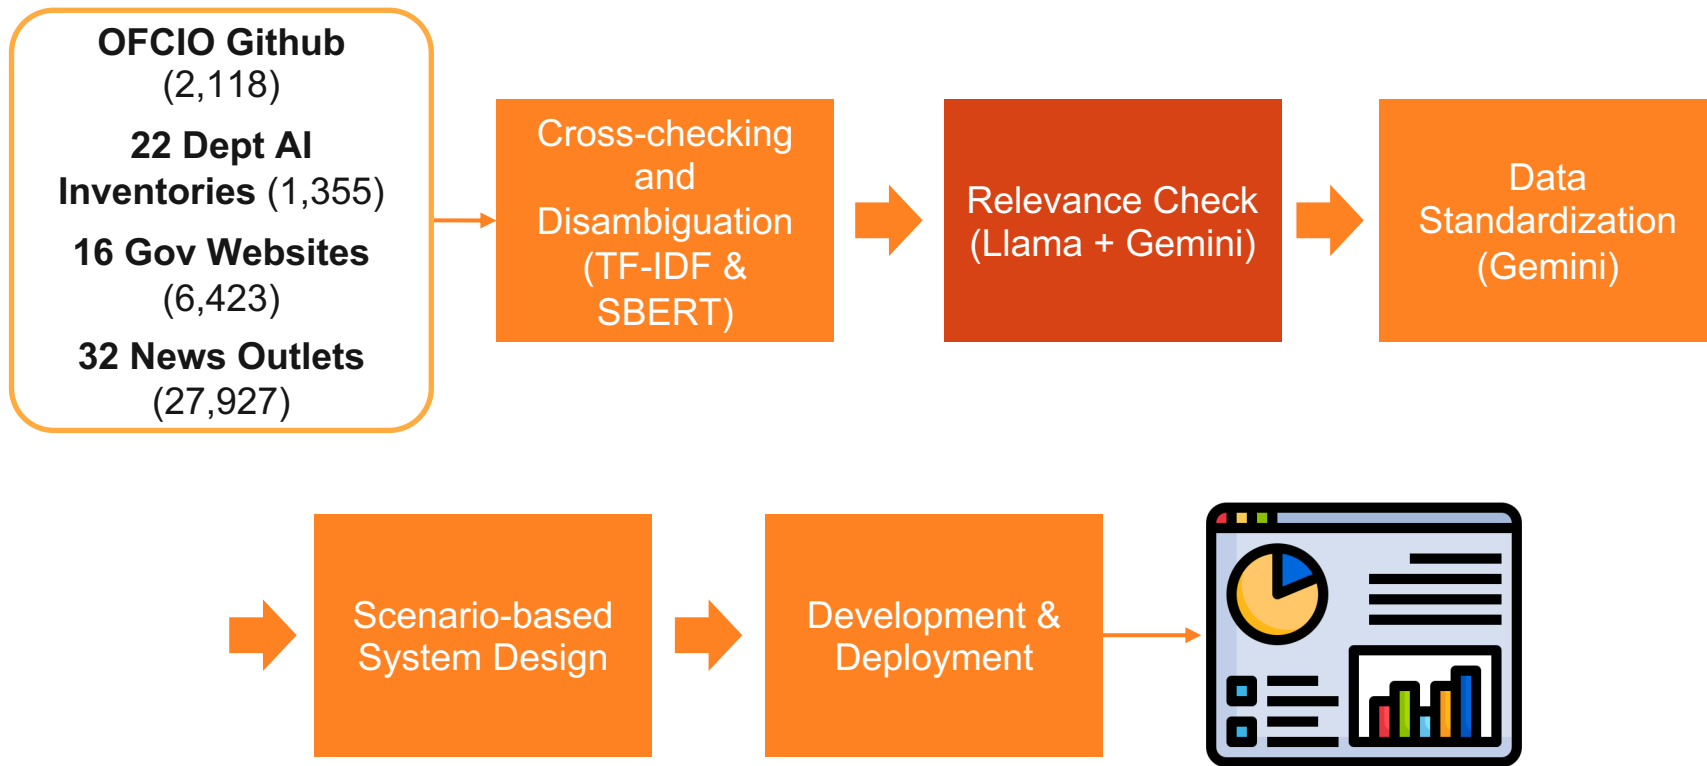 OFCIO Github
(2,118)
22 Dept AI
Inventories (1,355)
16 Gov Websites
(6,423)
32 News Outlets
(27,927)
Cross-checking
and
Disambiguation
(TF-IDF &
SBERT)
Relevance Check
(Llama + Gemini)
Data
Standardization
(Gemini)
Scenario-based
System Design
Development &
Deployment